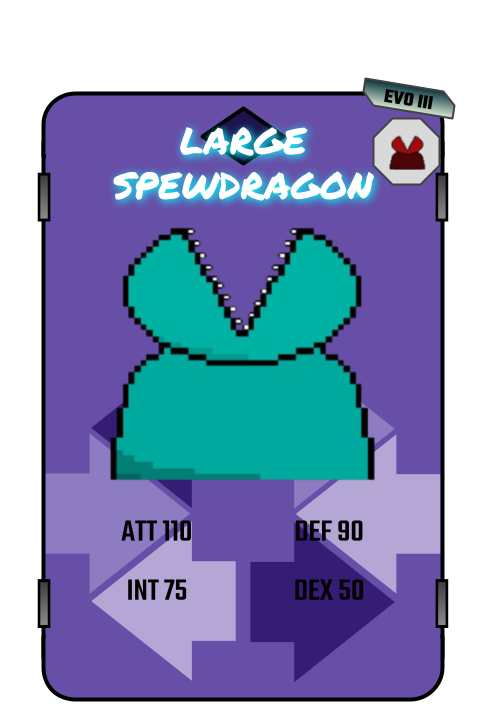 EVO III
LARGE
SPEWDRAGON
ATT 110 DEF 90
INT 75 DEX 50